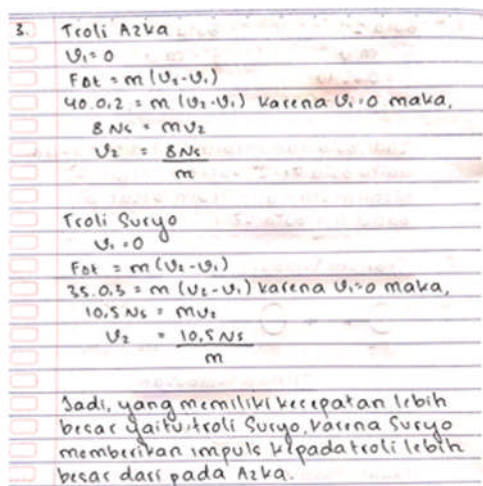 3. Troli Azka
v₁ = 0
FΔt = m (v₂ - v₁)
40.0,2 = m (v₂ - v₁) karena v₁ = 0 maka,
8 Ns = mv₂
v₂ = 8 Ns
m
Troli Suryo
v₁ = 0
FΔt = m (v₂ - v₁)
35.0,3 = m (v₂ - v₁) karena v₁ = 0 maka,
10,5 Ns = mv₂
v₂ = 10,5 Ns
m
Jadi, yang memiliki kecepatan lebih
besar yaitu troli Suryo, karena Suryo
memberikan impuls kepada troli lebih
besar dari pada Azka.